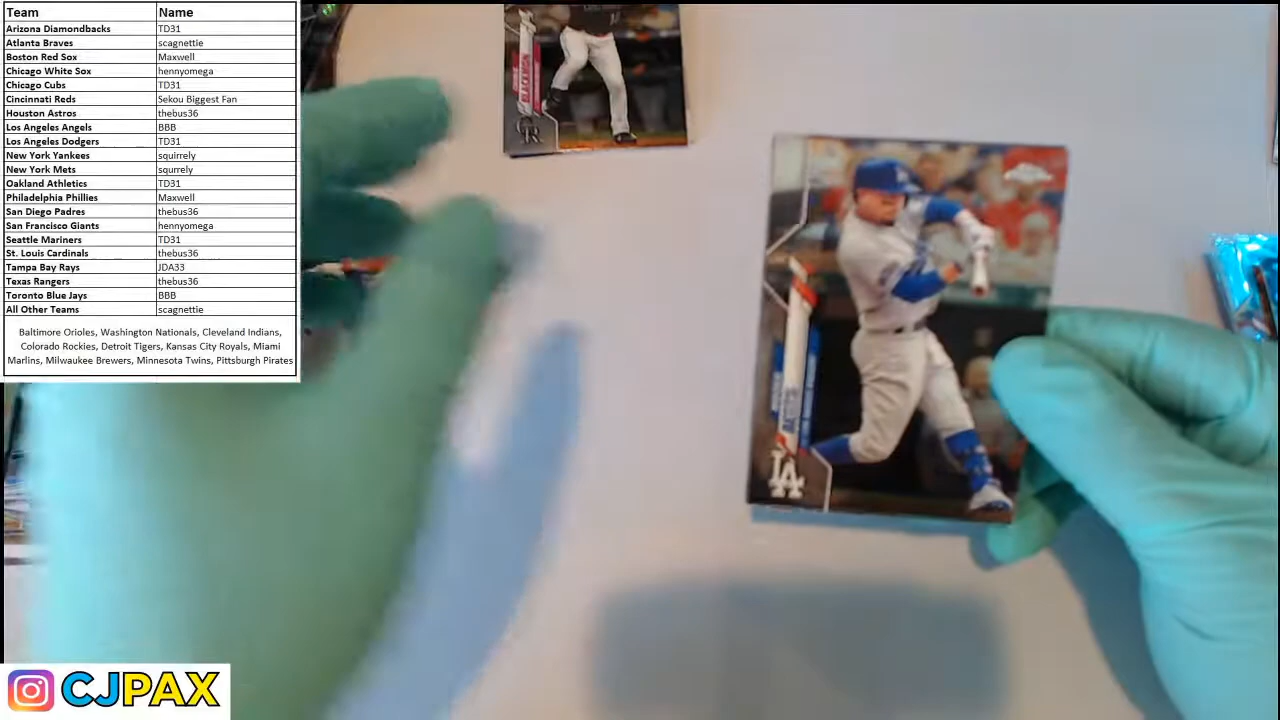 Team Name
Arizona Diamondbacks TD31
Atlanta Braves scagnettie
Boston Red Sox Maxwell
Chicago White Sox hennyomega
Chicago Cubs TD31
Cincinnati Reds Sekou Biggest Fan
Houston Astros thebus36
Los Angeles Angels BBB
Los Angeles Dodgers TD31
New York Yankees squirrely
New York Mets squrrely
Oakland Athletics TD31
Philadelphia Phillies Maxwell
San Diego Padres thebus36
San Francisco Giants hennyomega
Seattle Mariners TD31
St. Louis Cardinals thebus36
Tampa Bay Rays JDA33
Texas Rangers thebus36
Toronto Blue Jays BBB
All Other Teams scagnettie
Baltimore Orioles, Washington Nationals, Cleveland Indians,
Colorado Rockies, Detroit Tigers, Kansas City Royals, Miami
Marlins, Milwaukee Brewers, Minnesota Twins, Pittsburgh Pirates
BLACKMON
CR
BETTS
LA
CJPAX